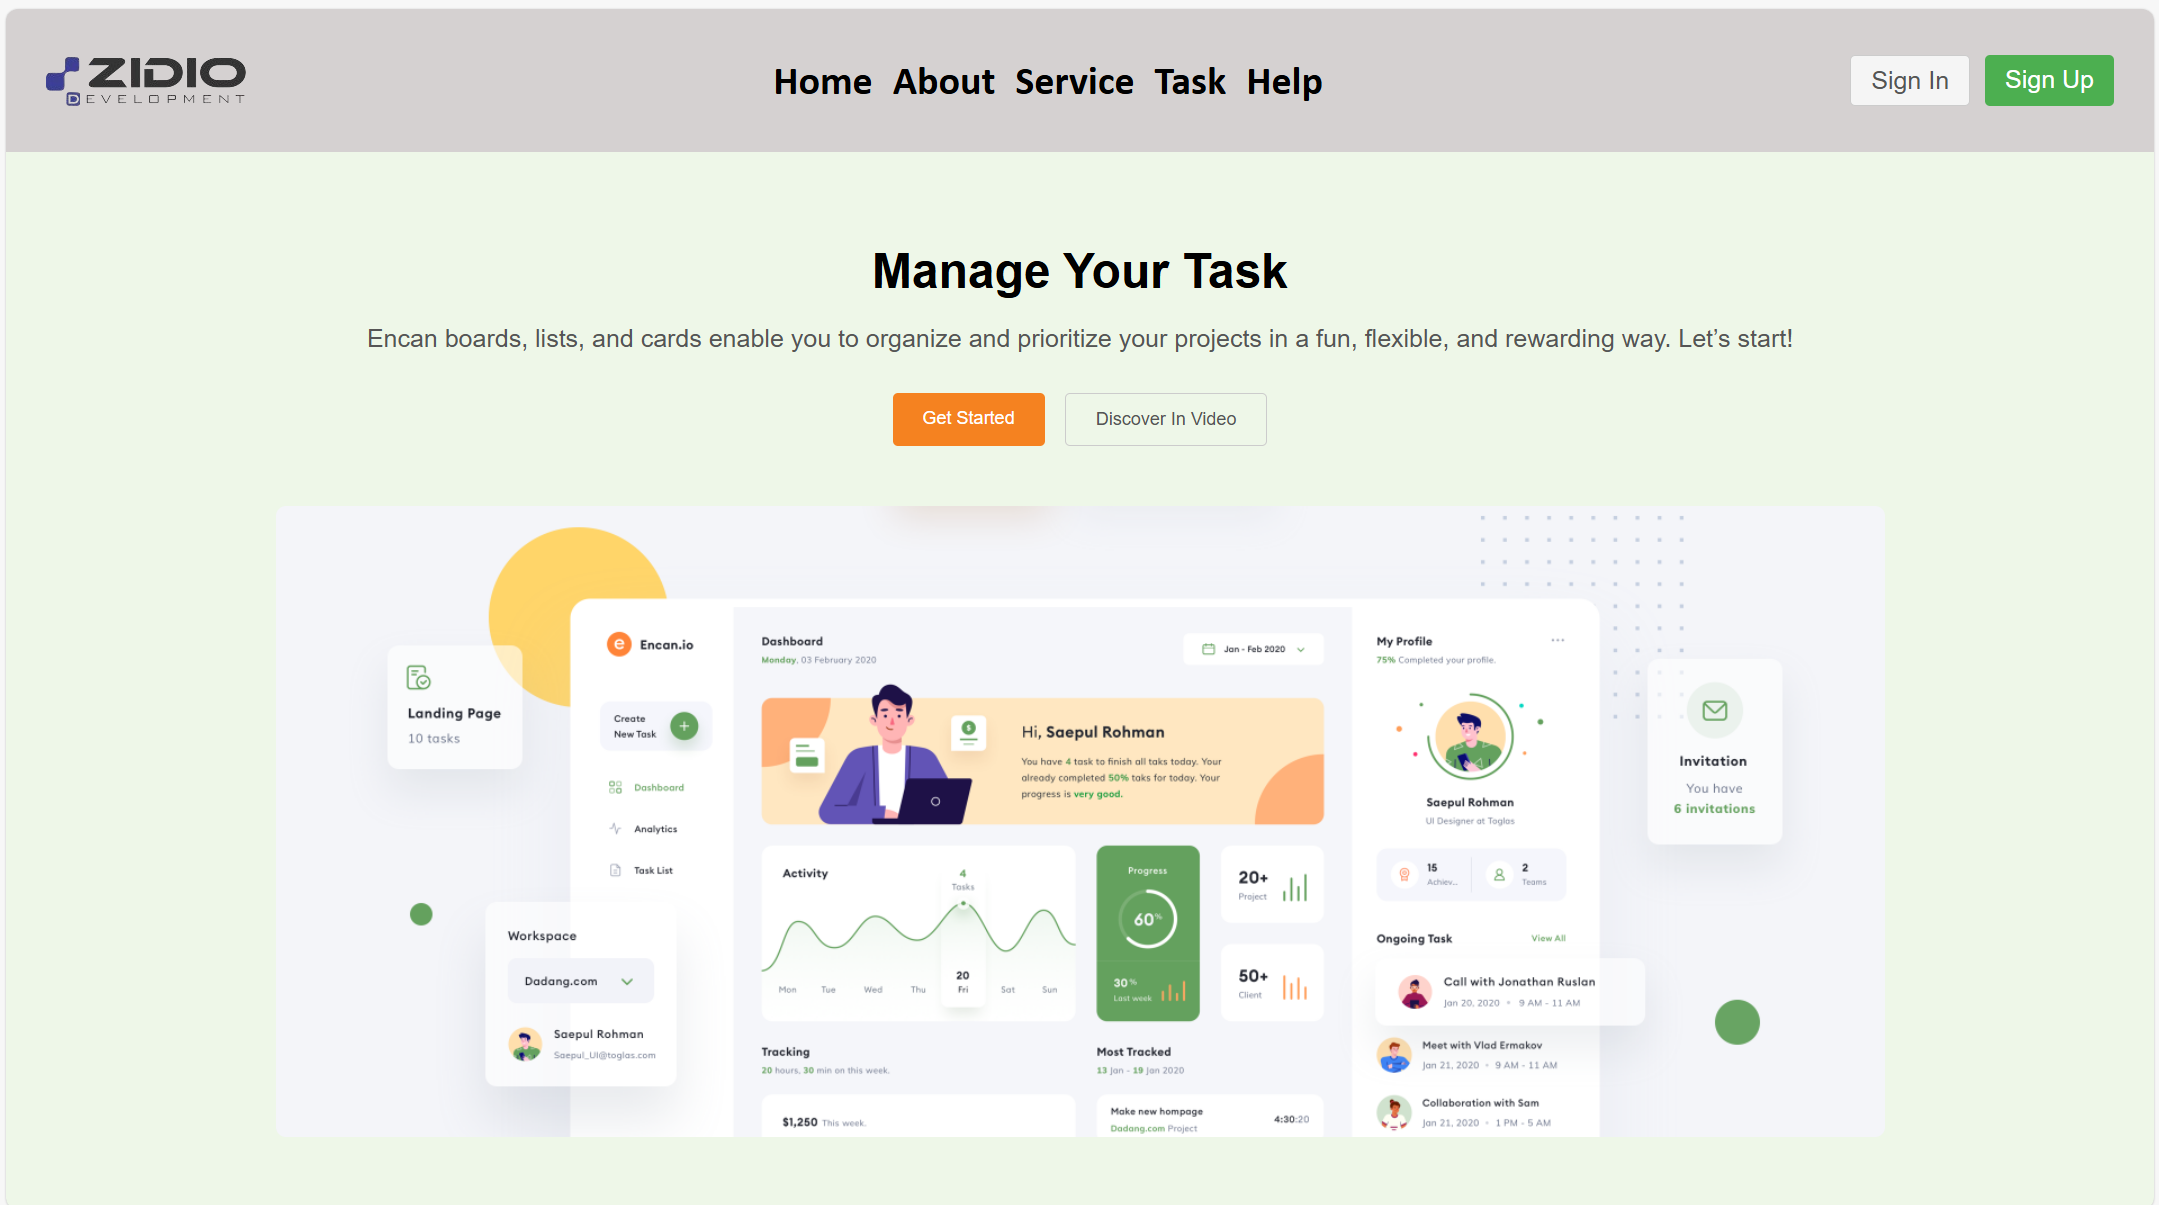 ZIDIO
DEVELOPMENT
Home About Service Task Help
Sign In
Sign Up
Manage Your Task
Encan boards, lists, and cards enable you to organize and prioritize your projects in a fun, flexible, and rewarding way. Let’s start!
Get Started
Discover In Video
Landing Page
10 tasks
e Encan.io
Create
New Task
Dashboard
Analytics
Task List
Workspace
Dadang.com
Saepul Rohman
Saepul_UI@toglas.com
Dashboard
Monday, 03 February 2020
Jan - Feb 2020
Hi, Saepul Rohman
You have 4 task to finish all taks today. Your
already completed 50% taks for today. Your
progress is very good.
Activity
4
Tasks
20
Mon Tue Wed Thu Fri Sat Sun
Progress
60%
30%
Last week
20+
Project
50+
Client
Tracking
20 hours, 30 min on this week.
$1,250 This week.
Most Tracked
13 Jan - 19 Jan 2020
Make new hompage
Dadang.com Project
4:30:20
My Profile
75% Completed your profile.
Saepul Rohman
UI Designer at Toglas
15
Achiev...
2
Teams
Ongoing Task
View All
Call with Jonathan Ruslan
Jan 20, 2020 • 9 AM - 11 AM
Meet with Vlad Ermakov
Jan 21, 2020 • 9 AM - 11 AM
Collaboration with Sam
Jan 21, 2020 • 1 PM - 5 AM
Invitation
You have
6 invitations